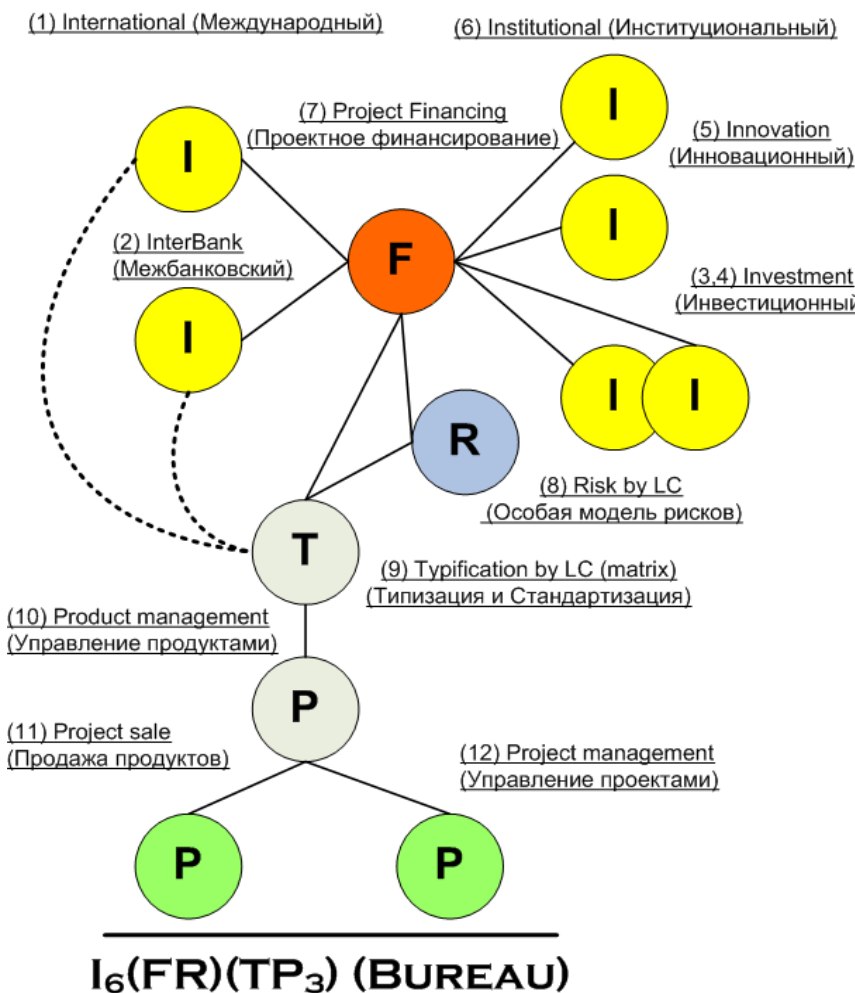 (1) International (Международный)
(6) Institutional (Институциональный)
I
(7) Project Financing
(Проектное финансирование)
I
(5) Innovation
(Инновационный)
I
F
(2) InterBank
(Межбанковский)
I
(3,4) Investment
(Инвестиционный
I
I
I
R
(8) Risk by LC
(Особая модель рисков)
T
(9) Typification by LC (matrix)
(Типизация и Стандартизация)
(10) Product management
(Управление продуктами)
P
(11) Project sale
(Продажа продуктов)
(12) Project management
(Управление проектами)
P
P
I₆(FR)(TP₃) (BUREAU)